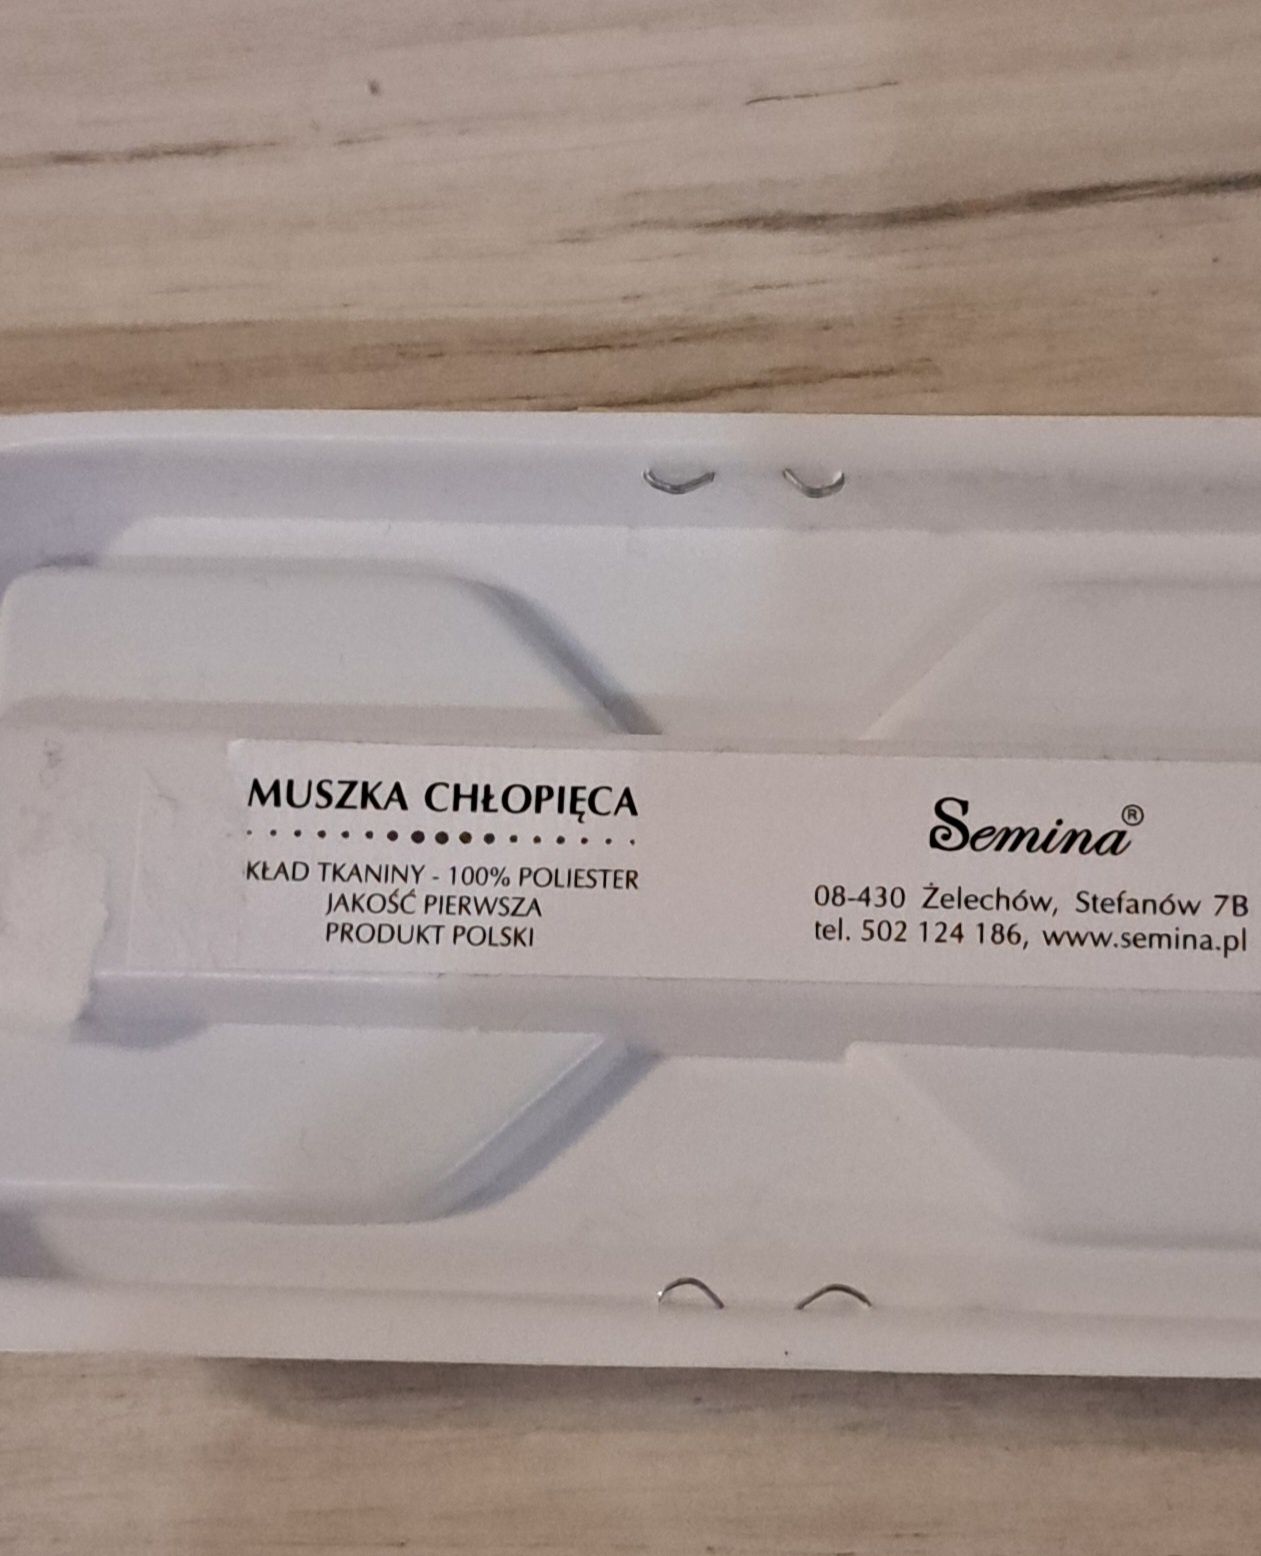 MUSZKA CHŁOPIĘCA
KŁAD TKANINY - 100% POLIESTER
JAKOŚĆ PIERWSZA
PRODUKT POLSKI
Semina®
08-430 Żelechów, Stefanów 7B
tel. 502 124 186, www.semina.pl